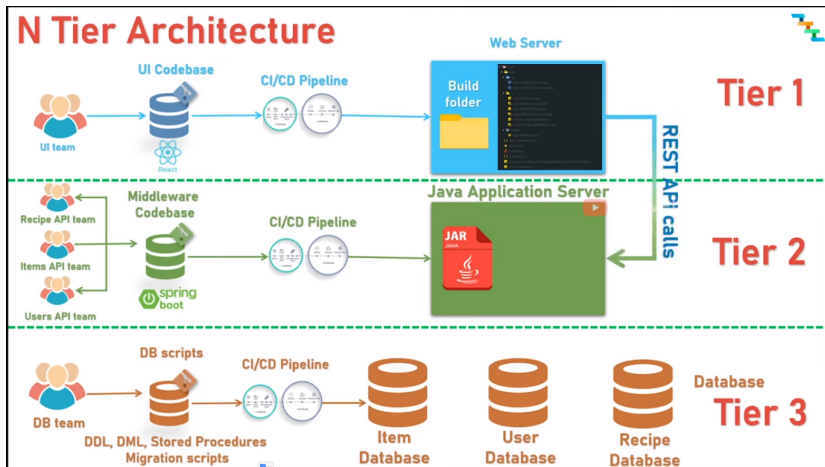 N Tier Architecture
UI Codebase
CI/CD Pipeline
Web Server
Build
folder
Tier 1
UI team
React
REST API calls
Recipe API team
Middleware
Codebase
CI/CD Pipeline
Java Application Server
JAR
JAVA
Tier 2
Items API team
spring
boot
Users API team
DB scripts
CI/CD Pipeline
Database
Tier 3
DB team
DDL, DML, Stored Procedures
Migration scripts
Item
Database
User
Database
Recipe
Database